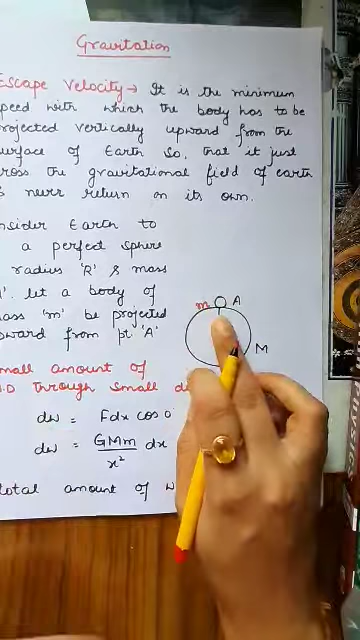 Gravitation
Escape Velocity → It is the minimum
speed with which the body has to be
projected vertically upward from the
surface of Earth so, that it just
cross the gravitational field of earth
& never return on its own.
Consider Earth to
a perfect sphere
radius 'R' & mass
let a body of
mass 'm' be projected
upward from pt 'A'
m A
M
Small amount of
W.D through small
dw = Fdx cos 0
dw = GMm/x² dx
Total amount of W